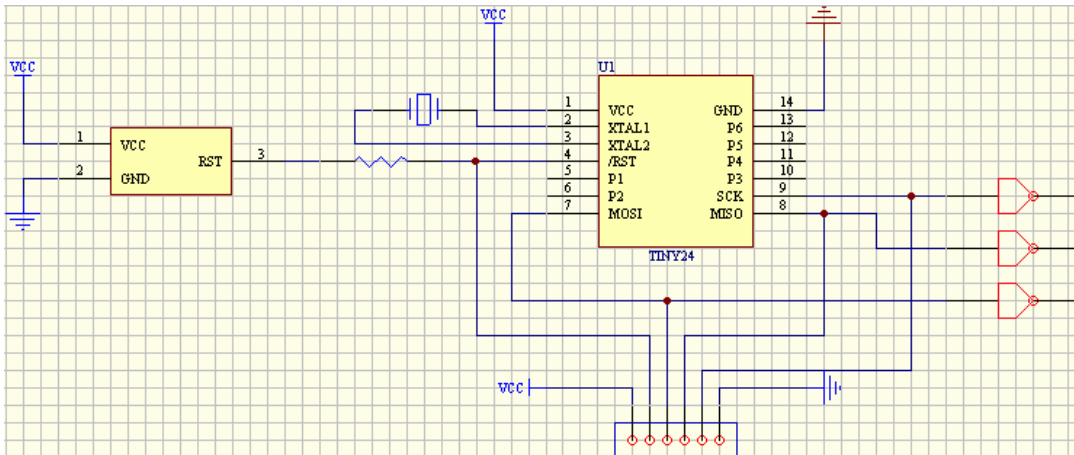 VCC
VCC
U1
1 VCC GND 14
2 XTAL1 P6 13
3 XTAL2 P5 12
4 /RST P4 11
5 P1 P3 10
6 P2 SCK 9
7 MOSI MISO 8
TINY24
1 VCC
RST 3
2 GND
VCC